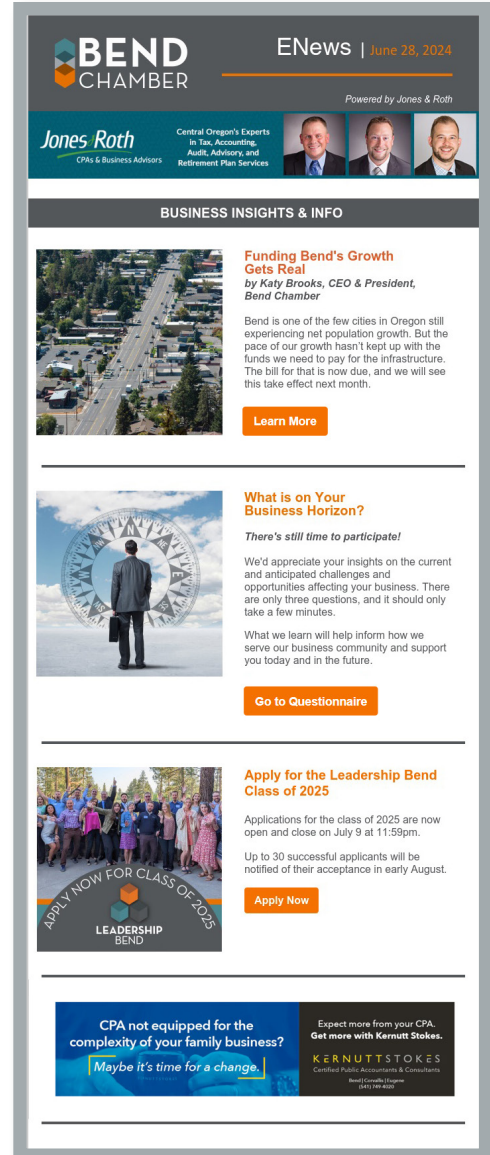 BEND
CHAMBER
ENews | June 28, 2024
Powered by Jones & Roth
Jones & Roth
CPAs & Business Advisors
Central Oregon's Experts
in Tax, Accounting,
Audit, Advisory, and
Retirement Plan Services
BUSINESS INSIGHTS & INFO
Funding Bend's Growth
Gets Real
by Katy Brooks, CEO & President,
Bend Chamber
Bend is one of the few cities in Oregon still
experiencing net population growth. But the
pace of our growth hasn't kept up with the
funds we need to pay for the infrastructure.
The bill for that is now due, and we will see
this take effect next month.
Learn More
What is on Your
Business Horizon?
There's still time to participate!
We'd appreciate your insights on the current
and anticipated challenges and
opportunities affecting your business. There
are only three questions, and it should only
take a few minutes.
What we learn will help inform how we
serve our business community and support
you today and in the future.
Go to Questionnaire
APPLY NOW FOR CLASS OF 2025
LEADERSHIP
BEND
Apply for the Leadership Bend
Class of 2025
Applications for the class of 2025 are now
open and close on July 9 at 11:59pm.
Up to 30 successful applicants will be
notified of their acceptance in early August.
Apply Now
CPA not equipped for the
complexity of your family business?
Maybe it's time for a change.
Expect more from your CPA.
Get more with Kernutt Stokes.
KERNUTT STOKES
Certified Public Accountants & Consultants
Bend | Corvallis | Eugene
(541) 749-4020